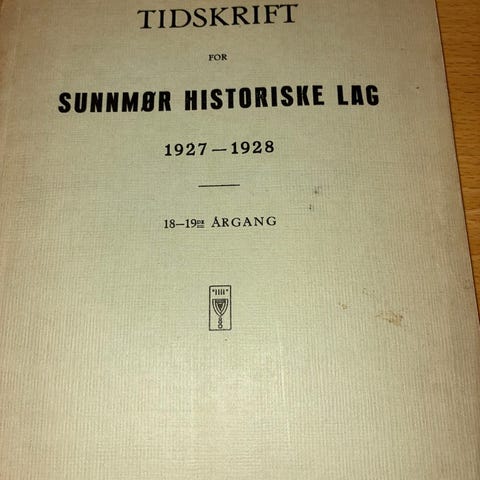 TIDSKRIFT
FOR
SUNNMØR HISTORISKE LAG
1927—1928
18—19DE ÅRGANG